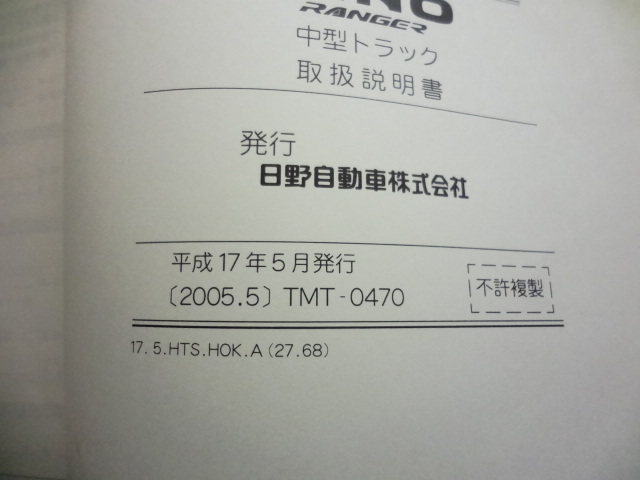 RANGER
中型トラック
取扱説明書
発行
日野自動車株式会社
平成17年5月発行
〔2005.5〕TMT-0470
不許複製
17.5.HTS.HOK.A(27.68)